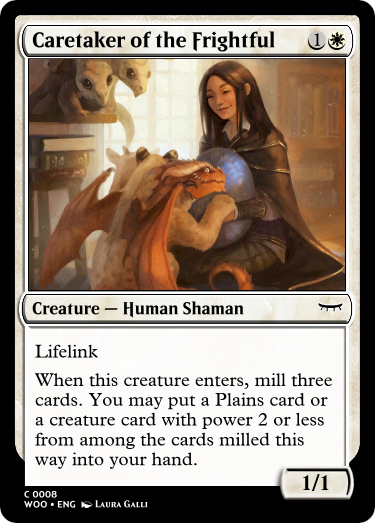 Caretaker of the Frightful 1
Creature — Human Shaman
Lifelink
When this creature enters, mill three
cards. You may put a Plains card or
a creature card with power 2 or less
from among the cards milled this
way into your hand.
1/1
C 0008
WOO • ENG Laura Galli